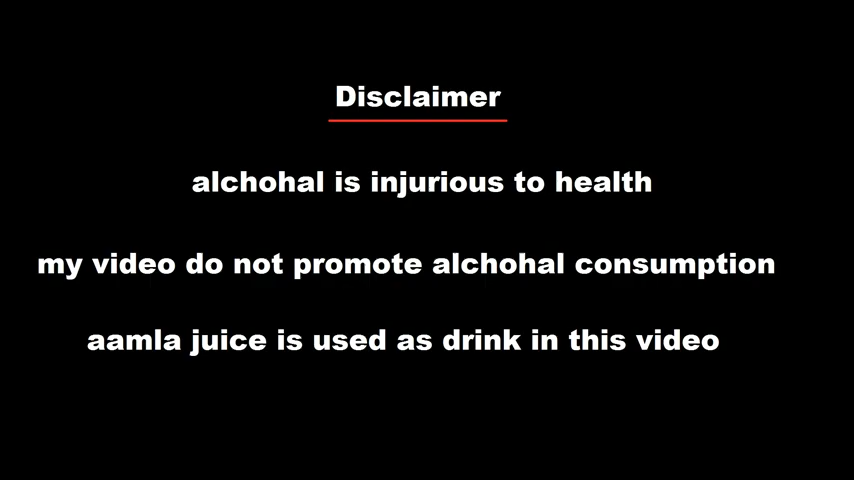 Disclaimer
alchohal is injurious to health
my video do not promote alchohal consumption
aamla juice is used as drink in this video